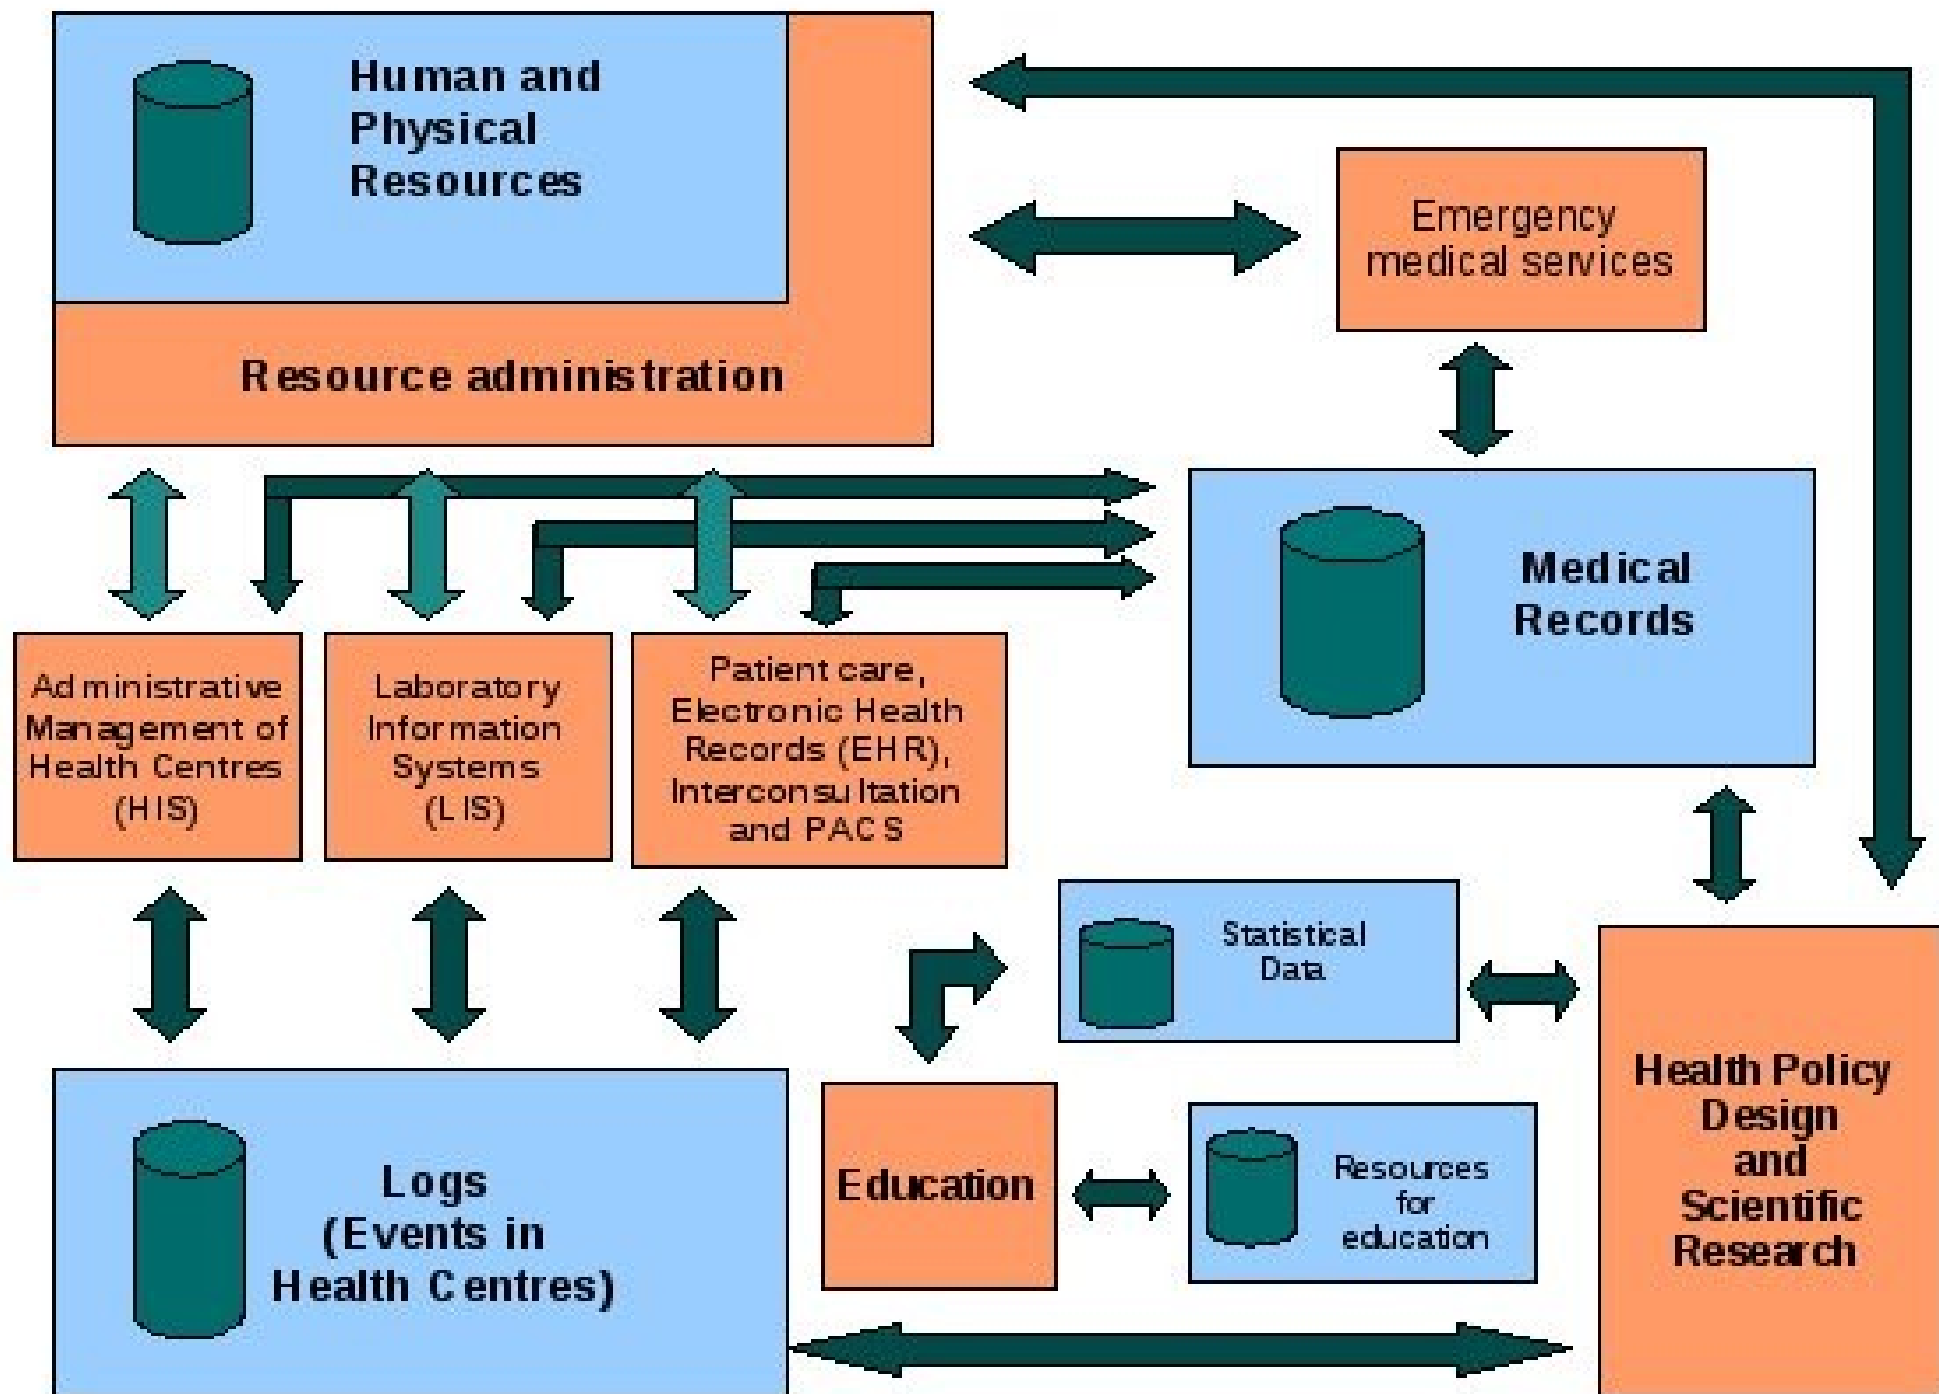 Human and
Physical
Resources
Resource administration
Emergency
medical services
Medical
Records
Administrative
Management of
Health Centres
(HIS)
Laboratory
Information
Systems
(LIS)
Patient care,
Electronic Health
Records (EHR),
Interconsultation
and PACS
Statistical
Data
Health Policy
Design
and
Scientific
Research
Logs
(Events in
Health Centres)
Education
Resources
for
education